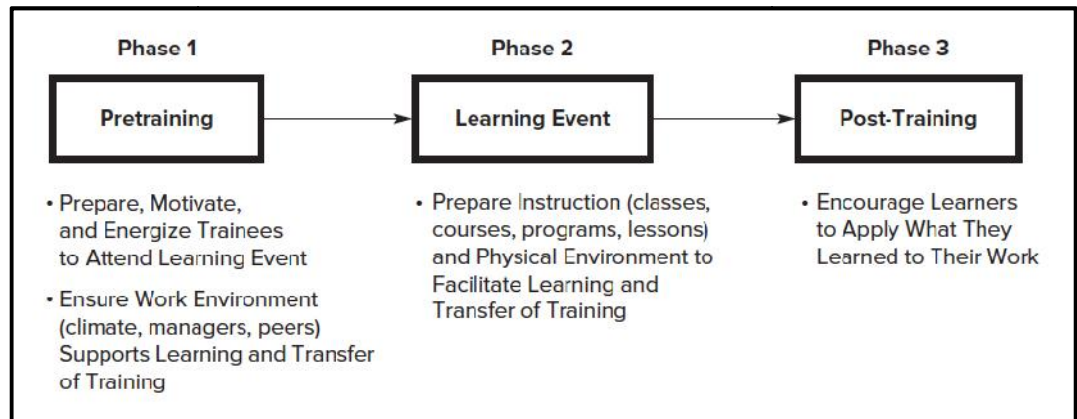 Phase 1
Pretraining
• Prepare, Motivate,
and Energize Trainees
to Attend Learning Event
• Ensure Work Environment
(climate, managers, peers)
Supports Learning and Transfer
of Training
Phase 2
Learning Event
• Prepare Instruction (classes,
courses, programs, lessons)
and Physical Environment to
Facilitate Learning and
Transfer of Training
Phase 3
Post-Training
• Encourage Learners
to Apply What They
Learned to Their Work